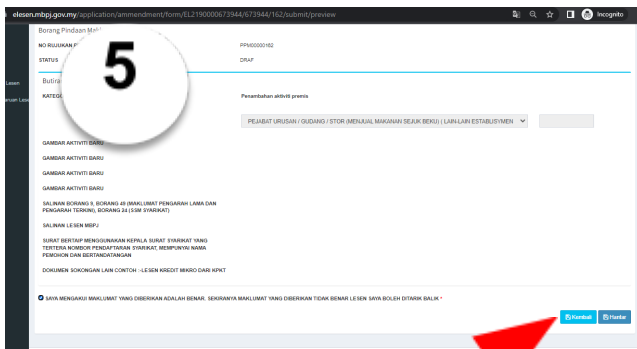 elesen.mbpj.gov.my/application/ammendment/form/EL2190000673944/673944/162/submit/preview
Incognito
Borang Pindaan
NO RUJUKAN
PPM00000162
STATUS
DRAF
5
Lesen
Butira
KATEGO
Penambahan aktiviti premis
PEJABAT URUSAN / GUDANG / STOR (MENJUAL MAKANAN SEJUK BEKU) ( LAIN-LAIN ESTABLISYMEN
GAMBAR AKTIVITI BARU
GAMBAR AKTIVITI BARU
GAMBAR AKTIVITI BARU
GAMBAR AKTIVITI BARU
SALINAN BORANG 9, BORANG 49 (MAKLUMAT PENGARAH LAMA DAN
PENGARAH TERKINI), BORANG 24 (SSM SYARIKAT)
SALINAN LESEN MBPJ
SURAT BERTAIP MENGGUNAKAN KEPALA SURAT SYARIKAT YANG
TERTERA NOMBOR PENDAFTARAN SYARIKAT, MEMPUNYAI NAMA
PEMOHON DAN BERTANDATANGAN
DOKUMEN SOKONGAN LAIN CONTOH :-LESEN KREDIT MIKRO DARI KPKT
SAYA MENGAKUI MAKLUMAT YANG DIBERIKAN ADALAH BENAR. SEKIRANYA MAKLUMAT YANG DIBERIKAN TIDAK BENAR LESEN SAYA BOLEH DITARIK BALIK *
Kembali Hantar